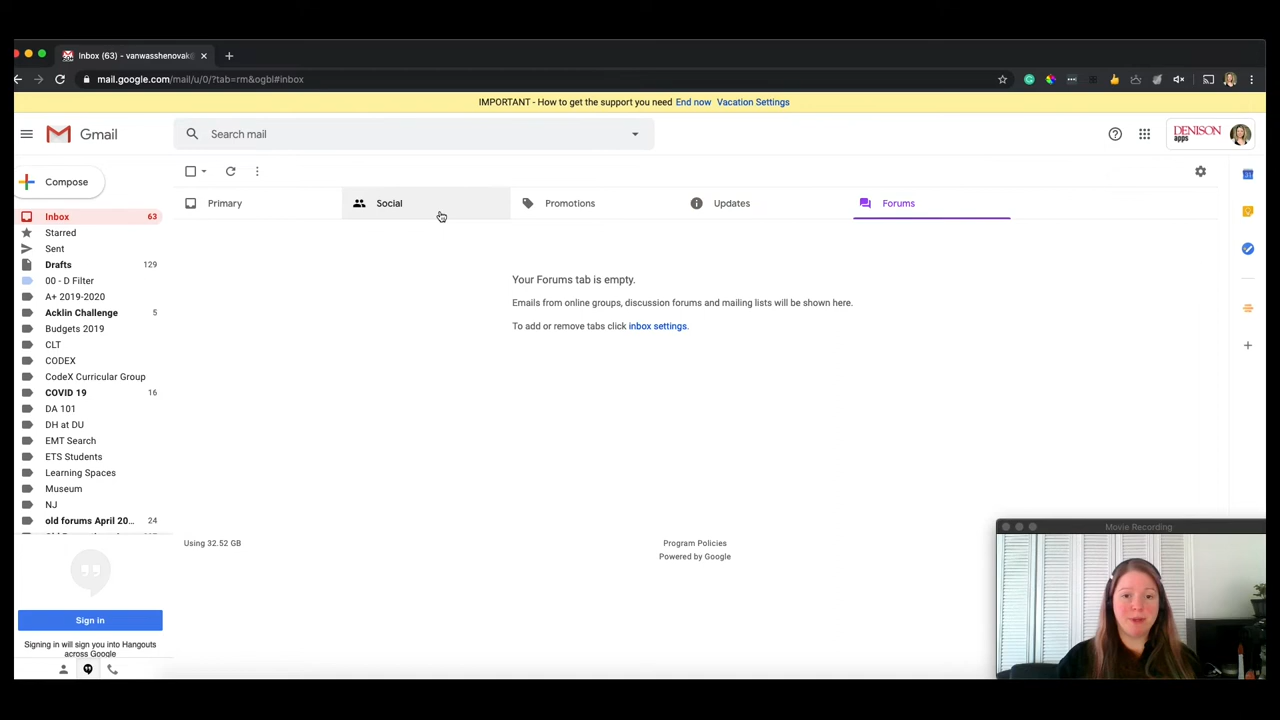 Inbox (63) - vanwasshenovak@
mail.google.com/mail/u/0/?tab=rm&ogbl#inbox
IMPORTANT - How to get the support you need End now Vacation Settings
Gmail
Search mail
DENISON
apps
Compose
Primary
Social
Promotions
Updates
Forums
Inbox 63
Starred
Sent
Drafts 129
00 - D Filter
A+ 2019-2020
Acklin Challenge 5
Budgets 2019
CLT
CODEX
CodeX Curricular Group
COVID 19 16
DA 101
DH at DU
EMT Search
ETS Students
Learning Spaces
Museum
NJ
old forums April 20... 24
Your Forums tab is empty.
Emails from online groups, discussion forums and mailing lists will be shown here.
To add or remove tabs click inbox settings.
Using 32.52 GB
Program Policies
Powered by Google
Movie Recording
Sign in
Signing in will sign you into Hangouts
across Google